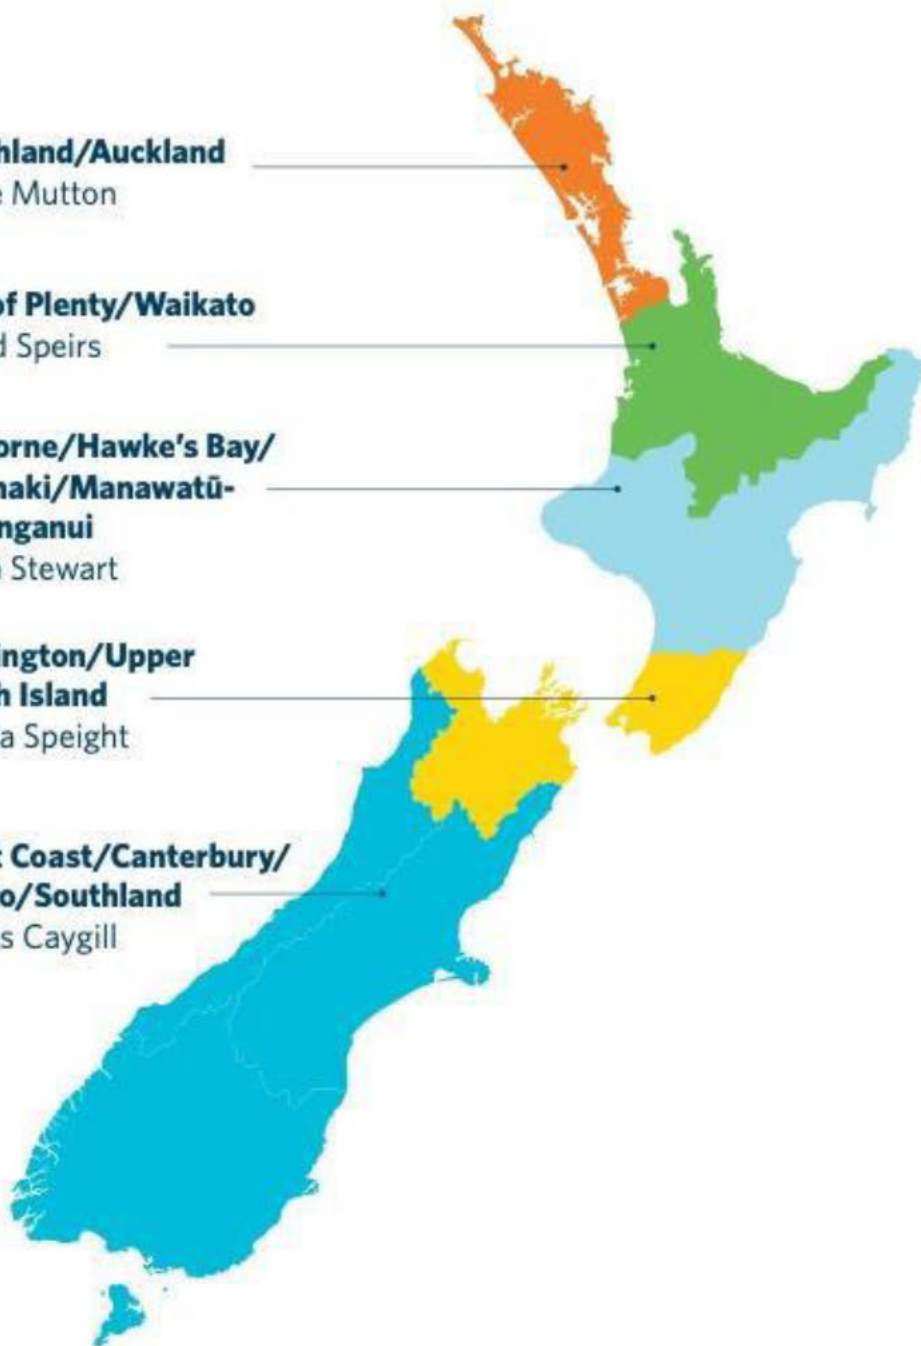 hland/Auckland
e Mutton
of Plenty/Waikato
d Speirs
orne/Hawke's Bay/
naki/Manawatū-
nganui
n Stewart
ington/Upper
h Island
a Speight
t Coast/Canterbury/
o/Southland
s Caygill